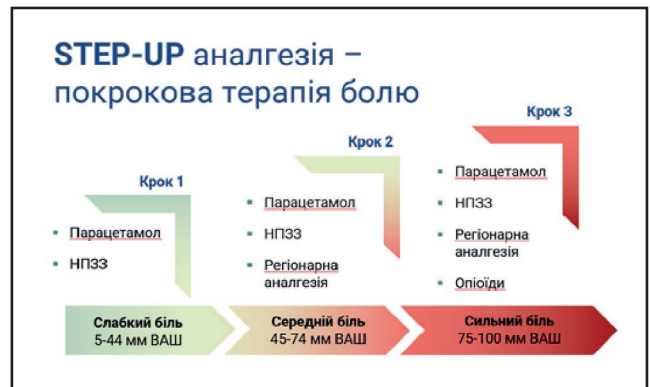 STEP-UP аналгезія –
покрокова терапія болю
Крок 1
Парацетамол
НПЗЗ
Слабкий біль
5-44 мм ВАШ
Крок 2
Парацетамол
НПЗЗ
Регіонарна
аналгезія
Середній біль
45-74 мм ВАШ
Крок 3
Парацетамол
НПЗЗ
Регіонарна
аналгезія
Опіоїди
Сильний біль
75-100 мм ВАШ